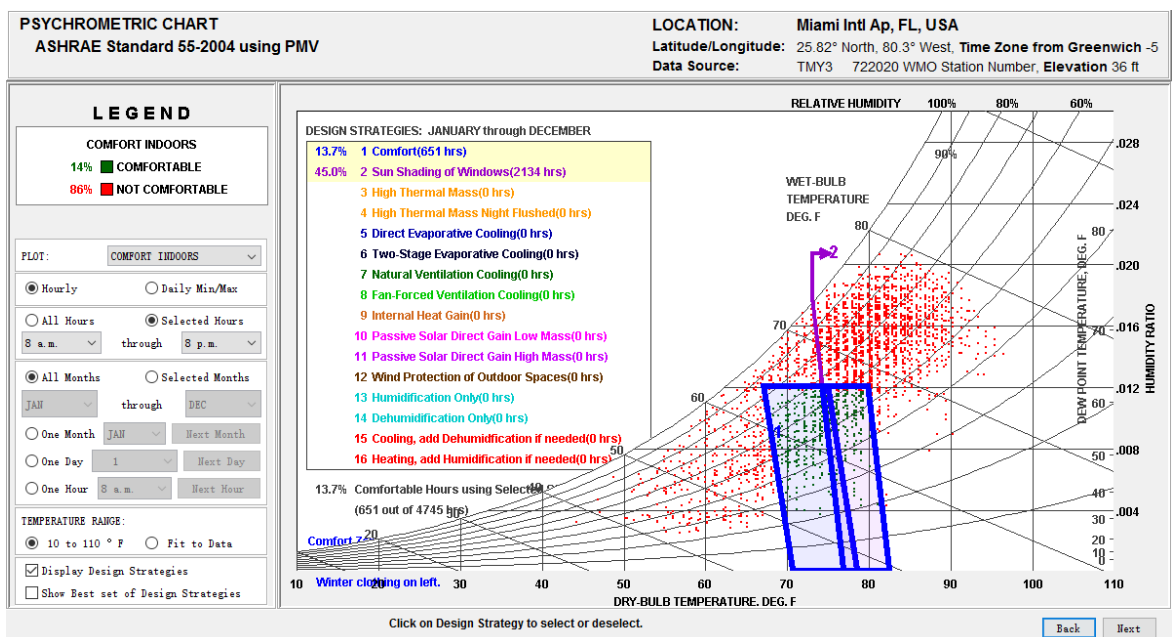 PSYCHROMETRIC CHART
ASHRAE Standard 55-2004 using PMV
LOCATION: Miami Intl Ap, FL, USA
Latitude/Longitude: 25.82° North, 80.3° West, Time Zone from Greenwich -5
Data Source: TMY3 722020 WMO Station Number, Elevation 36 ft
LEGEND
COMFORT INDOORS
14% COMFORTABLE
86% NOT COMFORTABLE
PLOT: COMFORT INDOORS
Hourly Daily Min/Max
All Hours Selected Hours
8 a.m. through 8 p.m.
All Months Selected Months
JAN through DEC
One Month JAN Next Month
One Day 1 Next Day
One Hour 8 a.m. Next Hour
TEMPERATURE RANGE:
10 to 110 ° F Fit to Data
Display Design Strategies
Show Best set of Design Strategies
RELATIVE HUMIDITY 100% 80% 60%
90%
DESIGN STRATEGIES: JANUARY through DECEMBER
13.7% 1 Comfort(651 hrs)
45.0% 2 Sun Shading of Windows(2134 hrs)
3 High Thermal Mass(0 hrs)
4 High Thermal Mass Night Flushed(0 hrs)
5 Direct Evaporative Cooling(0 hrs)
6 Two-Stage Evaporative Cooling(0 hrs)
7 Natural Ventilation Cooling(0 hrs)
8 Fan-Forced Ventilation Cooling(0 hrs)
9 Internal Heat Gain(0 hrs)
10 Passive Solar Direct Gain Low Mass(0 hrs)
11 Passive Solar Direct Gain High Mass(0 hrs)
12 Wind Protection of Outdoor Spaces(0 hrs)
13 Humidification Only(0 hrs)
14 Dehumidification Only(0 hrs)
15 Cooling, add Dehumidification if needed(0 hrs)
16 Heating, add Humidification if needed(0 hrs)
13.7% Comfortable Hours using Selected
(651 out of 4745 hrs)
Comfort
Winter clothing on left.
WET-BULB
TEMPERATURE
DEG. F
80
70
60
50
40
30
20
2
1
10 20 30 40 50 60 70 80 90 100 110
DRY-BULB TEMPERATURE, DEG. F
DEW POINT TEMPERATURE, DEG. F
80
70
60
50
40
30
20
10
0
HUMIDITY RATIO
.028
.024
.020
.016
.012
.008
.004
Click on Design Strategy to select or deselect.
Back Next